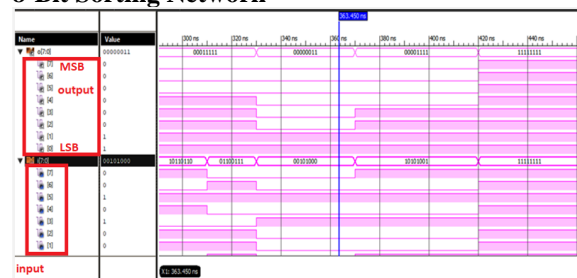 8-Bit Sorting Network
363.450 ns
Name Value
300 ns 320 ns 340 ns 360 ns 380 ns 400 ns 420 ns 440 ns
o[7:0] 00000011 00011111 00000011 00001111 11111111
[7] MSB 0
[6] 0
[5] output 0
[4] 0
[3] 0
[2] 0
[1] 1
[0] LSB 1
00101000 10110110 01100111 00101000 10101001 11111111
[7] 0
[6] 0
[5] 1
[4] 0
[3] 1
[2] 0
[1] 0
input
X1: 363.450 ns